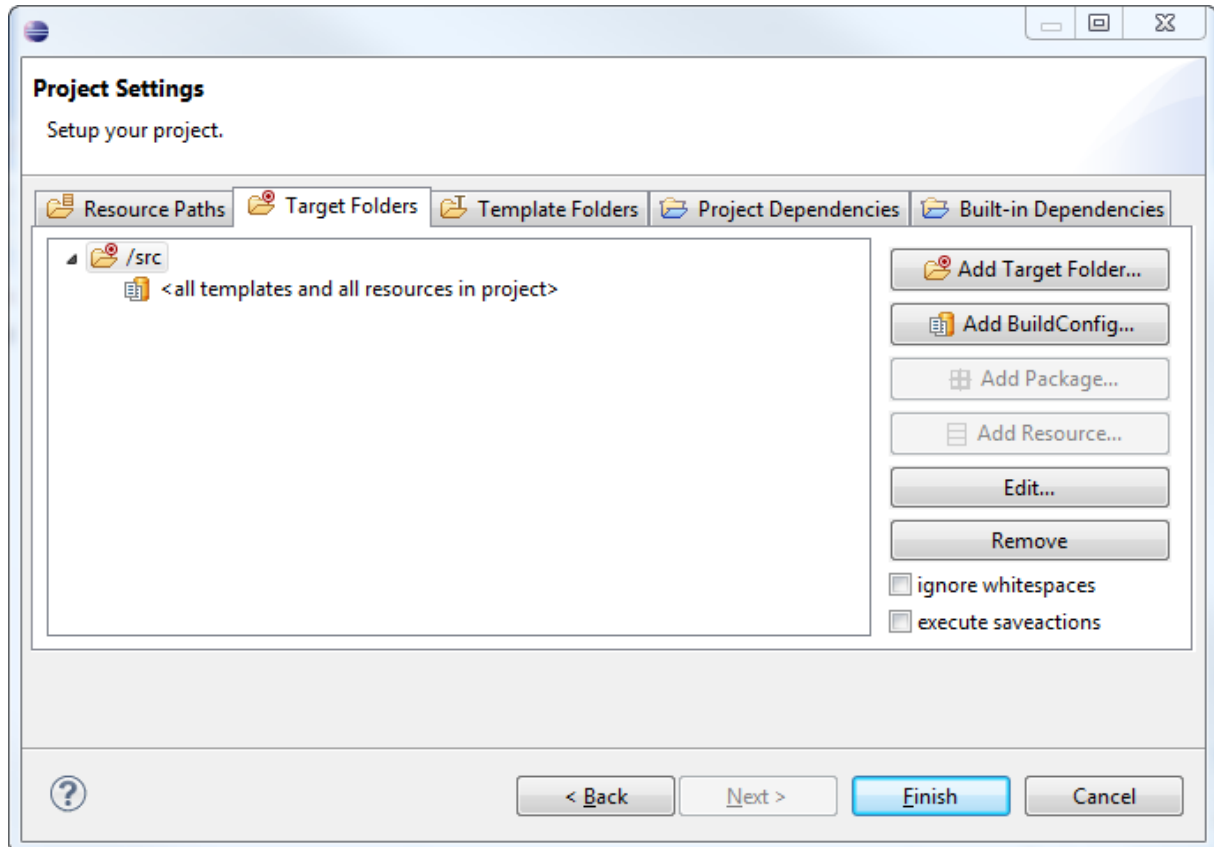 Project Settings
Setup your project.
Resource Paths Target Folders Template Folders Project Dependencies Built-in Dependencies
/src
<all templates and all resources in project>
Add Target Folder...
Add BuildConfig...
Add Package...
Add Resource...
Edit...
Remove
ignore whitespaces
execute saveactions
? < Back Next > Finish Cancel